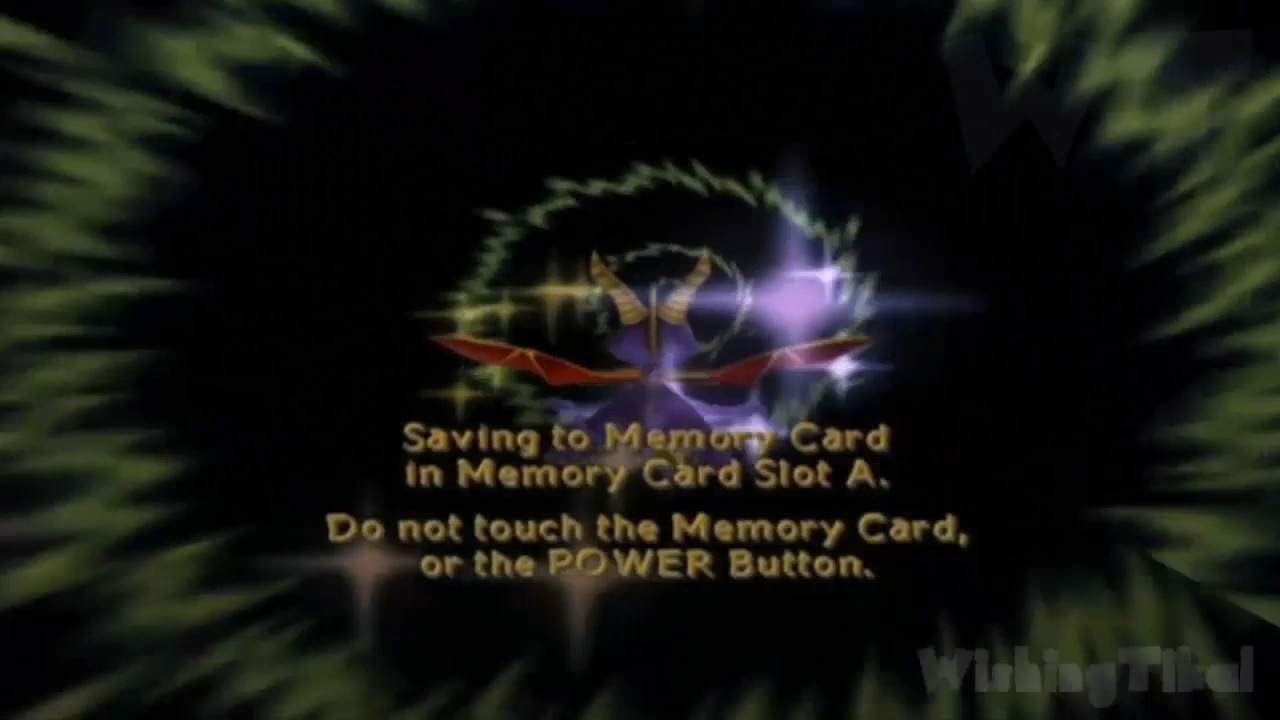 Saving to Memory Card
in Memory Card Slot A.
Do not touch the Memory Card,
or the POWER Button.
WishingTikal